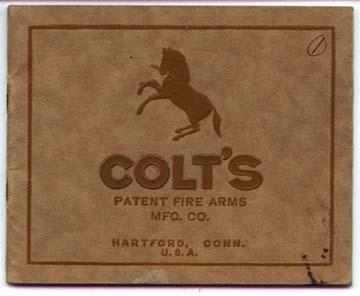 COLT'S
PATENT FIRE ARMS
MFG. CO.
HARTFORD, CONN.
U.S.A.